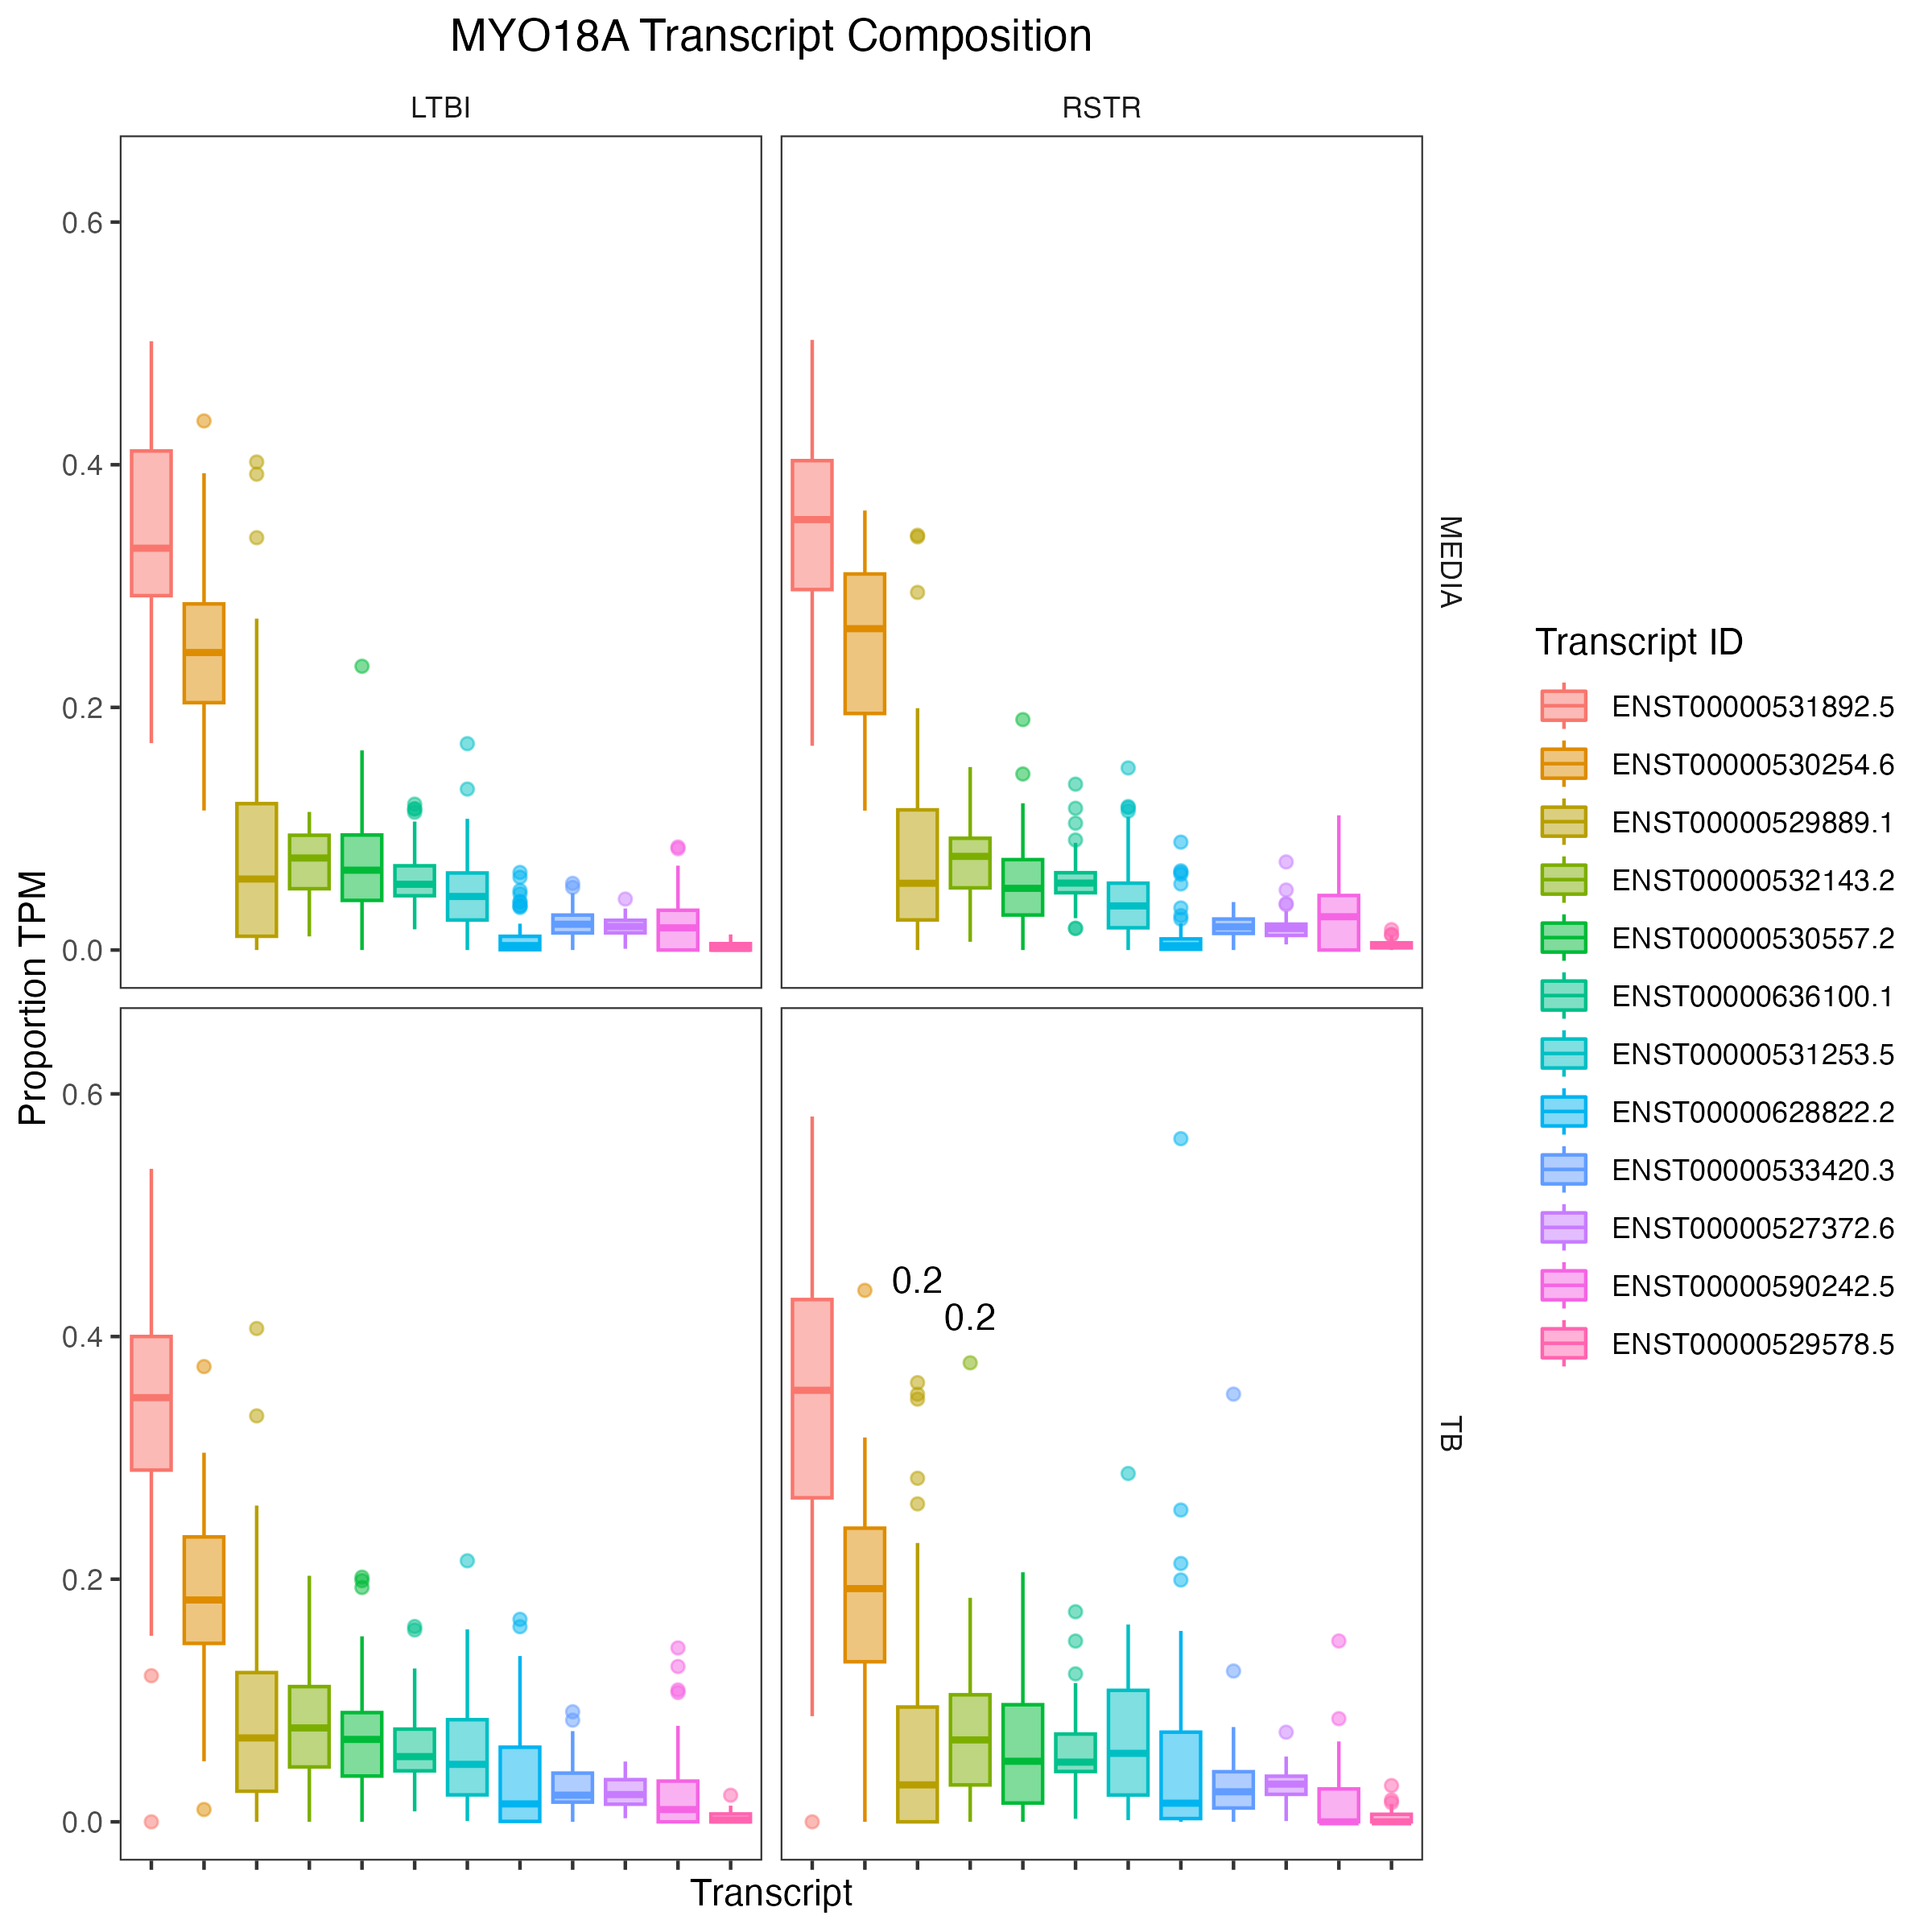 MYO18A Transcript Composition
LTBI
RSTR
0.6
0.4
0.2
0.0
MEDIA
0.6
0.4
0.2
0.0
0.2
0.2
TB
Proportion TPM
Transcript
Transcript ID
ENST00000531892.5
ENST00000530254.6
ENST00000529889.1
ENST00000532143.2
ENST00000530557.2
ENST00000636100.1
ENST00000531253.5
ENST00000628822.2
ENST00000533420.3
ENST00000527372.6
ENST00000590242.5
ENST00000529578.5